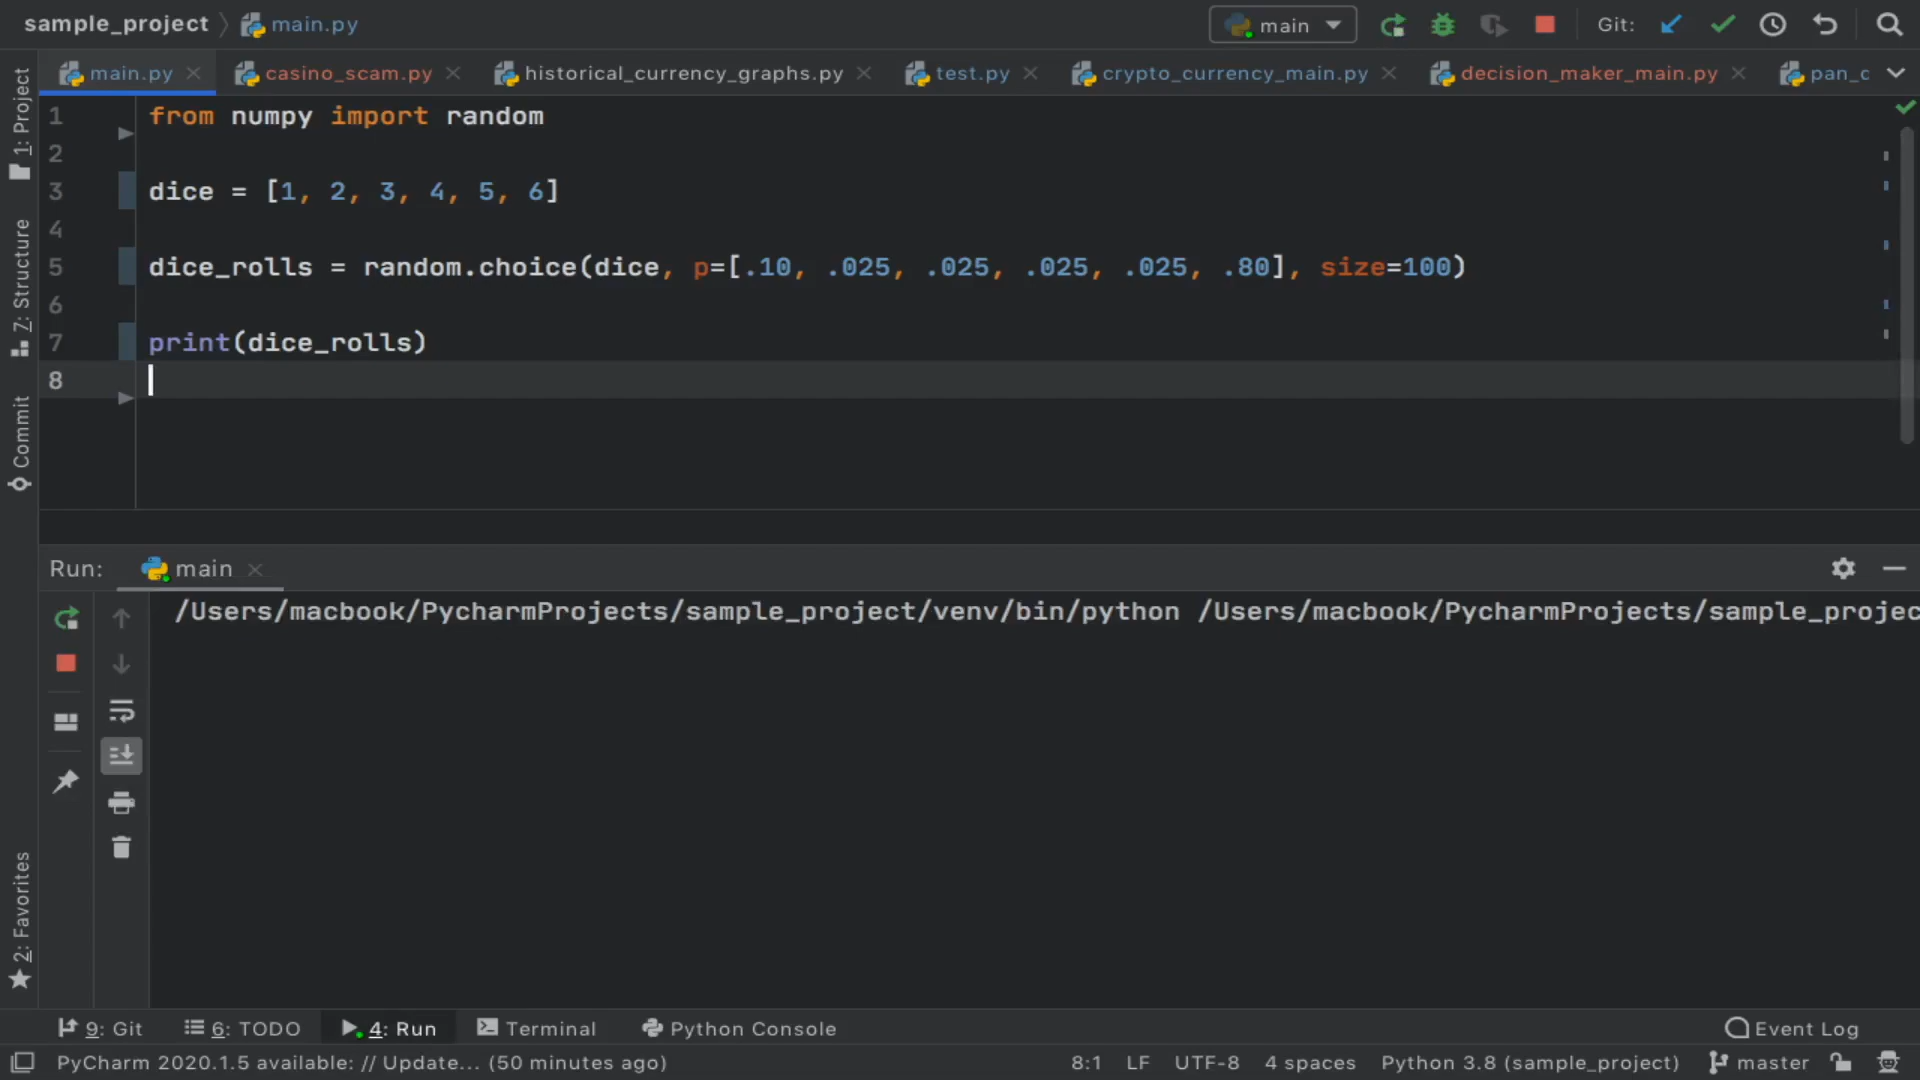 sample_project main.py
main Git:
main.py casino_scam.py historical_currency_graphs.py test.py crypto_currency_main.py decision_maker_main.py pan_c
1: Project
7: Structure
Commit
2: Favorites
1 from numpy import random
2
3 dice = [1, 2, 3, 4, 5, 6]
4
5 dice_rolls = random.choice(dice, p=[.10, .025, .025, .025, .025, .80], size=100)
6
7 print(dice_rolls)
8
Run: main
/Users/macbook/PycharmProjects/sample_project/venv/bin/python /Users/macbook/PycharmProjects/sample_projec
9: Git 6: TODO 4: Run Terminal Python Console Event Log
PyCharm 2020.1.5 available: // Update... (50 minutes ago) 8:1 LF UTF-8 4 spaces Python 3.8 (sample_project) master